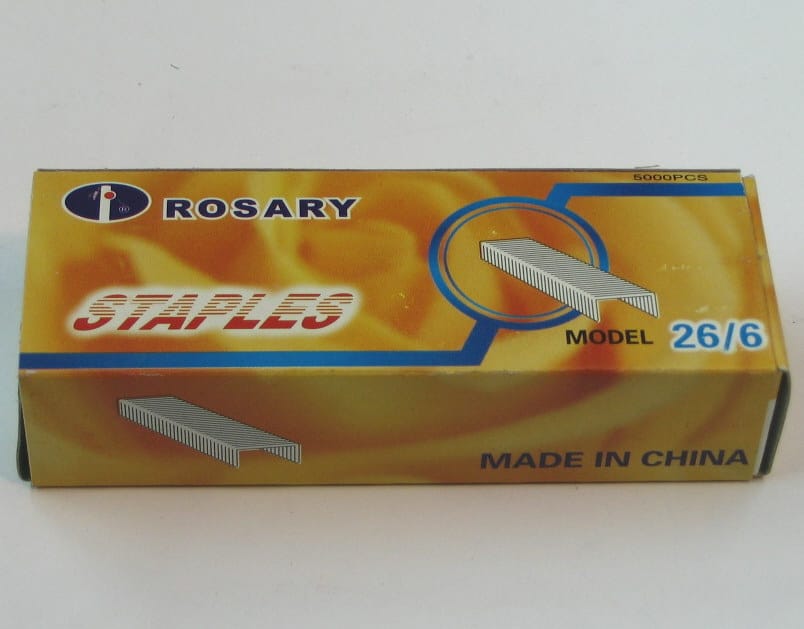 5000PCS
ROSARY
STAPLES
MODEL 26/6
MADE IN CHINA